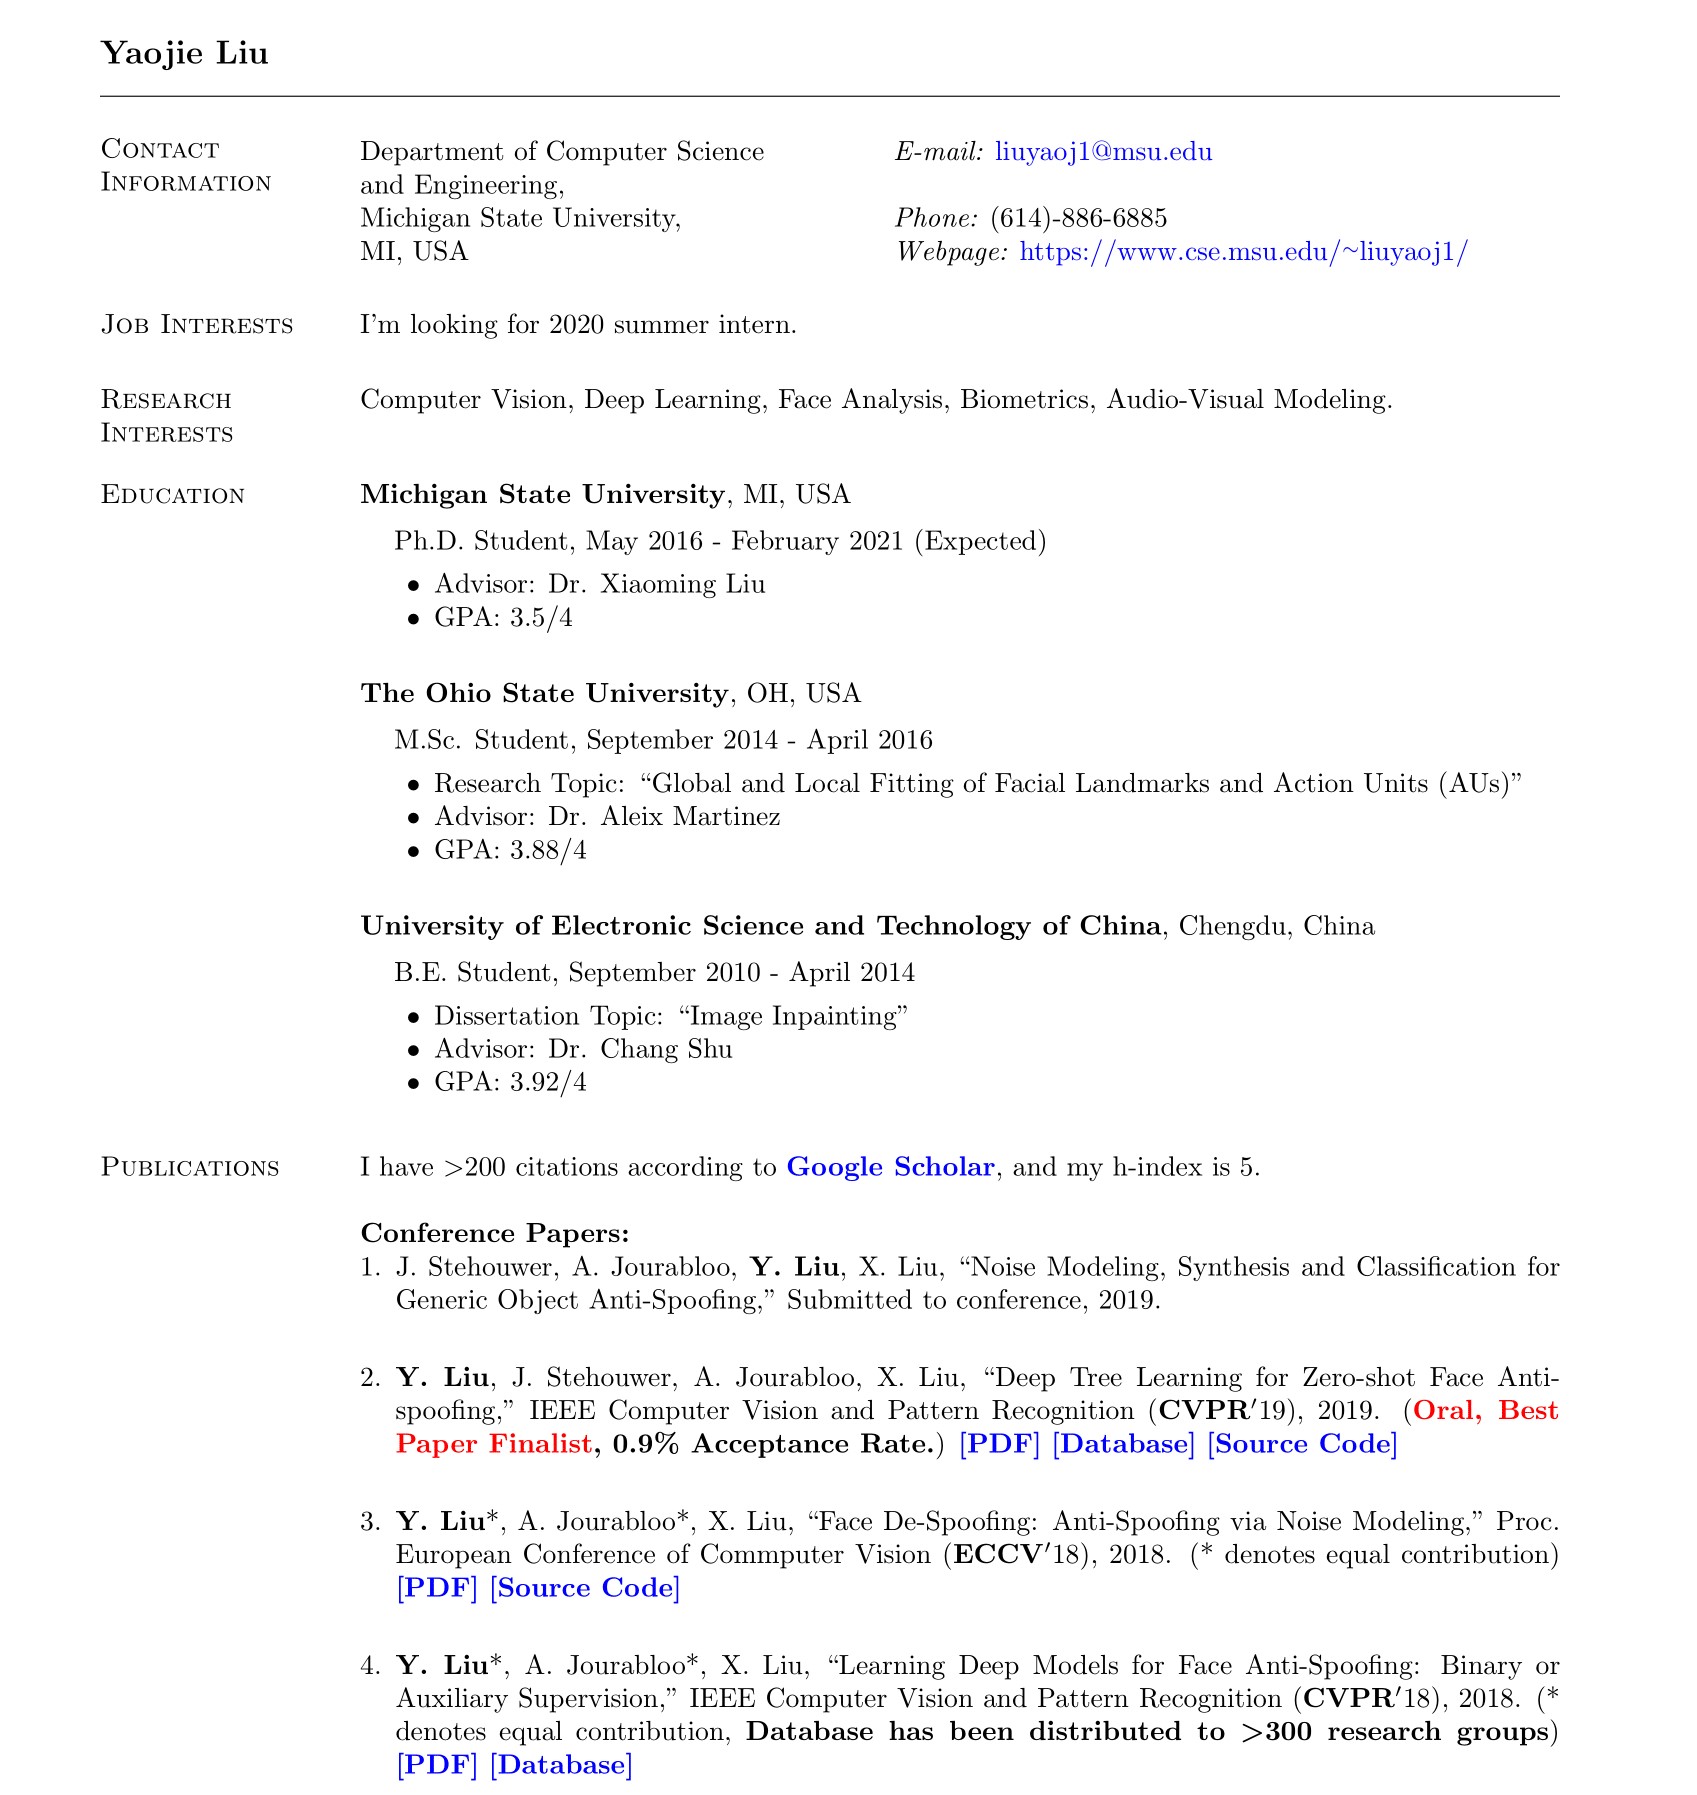 Yaojie Liu
Contact
Information
Department of Computer Science
and Engineering,
Michigan State University,
MI, USA
E-mail: liuyaoj1@msu.edu
Phone: (614)-886-6885
Webpage: https://www.cse.msu.edu/~liuyaoj1/
Job Interests
I'm looking for 2020 summer intern.
Research
Interests
Computer Vision, Deep Learning, Face Analysis, Biometrics, Audio-Visual Modeling.
Education
Michigan State University, MI, USA
Ph.D. Student, May 2016 - February 2021 (Expected)
• Advisor: Dr. Xiaoming Liu
• GPA: 3.5/4
The Ohio State University, OH, USA
M.Sc. Student, September 2014 - April 2016
• Research Topic: “Global and Local Fitting of Facial Landmarks and Action Units (AUs)”
• Advisor: Dr. Aleix Martinez
• GPA: 3.88/4
University of Electronic Science and Technology of China, Chengdu, China
B.E. Student, September 2010 - April 2014
• Dissertation Topic: “Image Inpainting”
• Advisor: Dr. Chang Shu
• GPA: 3.92/4
Publications
I have >200 citations according to Google Scholar, and my h-index is 5.
Conference Papers:
1. J. Stehouwer, A. Jourabloo, Y. Liu, X. Liu, “Noise Modeling, Synthesis and Classification for
Generic Object Anti-Spoofing,” Submitted to conference, 2019.
2. Y. Liu, J. Stehouwer, A. Jourabloo, X. Liu, “Deep Tree Learning for Zero-shot Face Anti-
spoofing,” IEEE Computer Vision and Pattern Recognition (CVPR′19), 2019. (Oral, Best
Paper Finalist, 0.9% Acceptance Rate.) [PDF] [Database] [Source Code]
3. Y. Liu*, A. Jourabloo*, X. Liu, “Face De-Spoofing: Anti-Spoofing via Noise Modeling,” Proc.
European Conference of Commputer Vision (ECCV′18), 2018. (* denotes equal contribution)
[PDF] [Source Code]
4. Y. Liu*, A. Jourabloo*, X. Liu, “Learning Deep Models for Face Anti-Spoofing: Binary or
Auxiliary Supervision,” IEEE Computer Vision and Pattern Recognition (CVPR′18), 2018. (*
denotes equal contribution, Database has been distributed to >300 research groups)
[PDF] [Database]